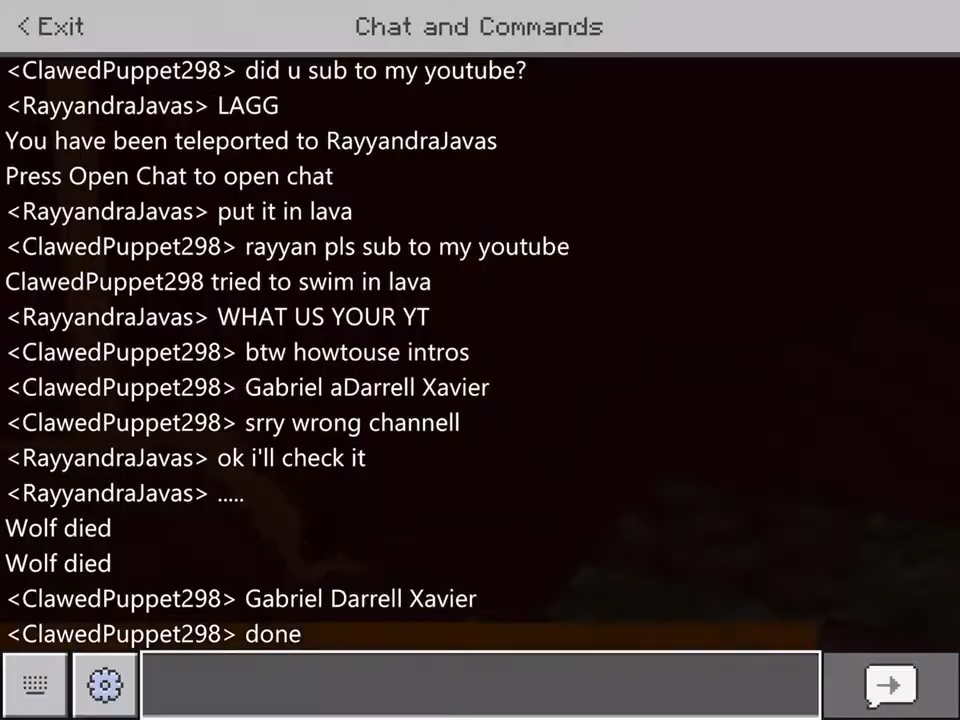 < Exit
Chat and Commands
<ClawedPuppet298> did u sub to my youtube?
<RayyandraJavas> LAGG
You have been teleported to RayyandraJavas
Press Open Chat to open chat
<RayyandraJavas> put it in lava
<ClawedPuppet298> rayyan pls sub to my youtube
ClawedPuppet298 tried to swim in lava
<RayyandraJavas> WHAT US YOUR YT
<ClawedPuppet298> btw howtouse intros
<ClawedPuppet298> Gabriel aDarrell Xavier
<ClawedPuppet298> srry wrong channell
<RayyandraJavas> ok i'll check it
<RayyandraJavas> .....
Wolf died
Wolf died
<ClawedPuppet298> Gabriel Darrell Xavier
<ClawedPuppet298> done